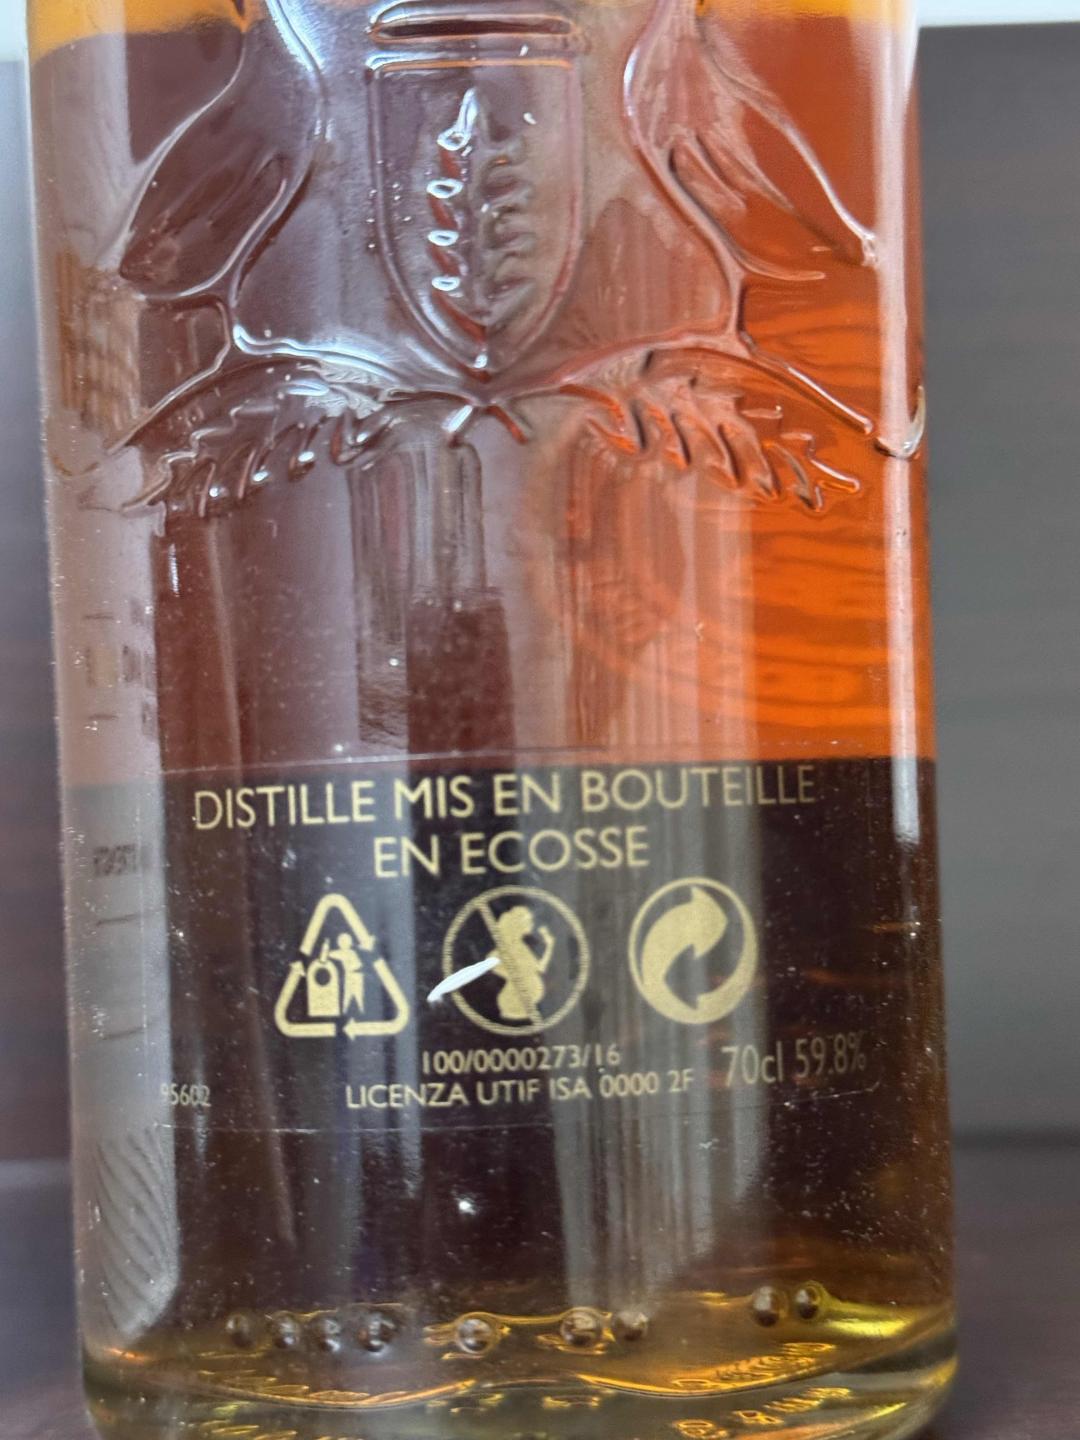 DISTILLE MIS EN BOUTEILLE
EN ECOSSE
100/0000273/16
LICENZA UTIF ISA 0000 2F
70cl 59.8%
95602